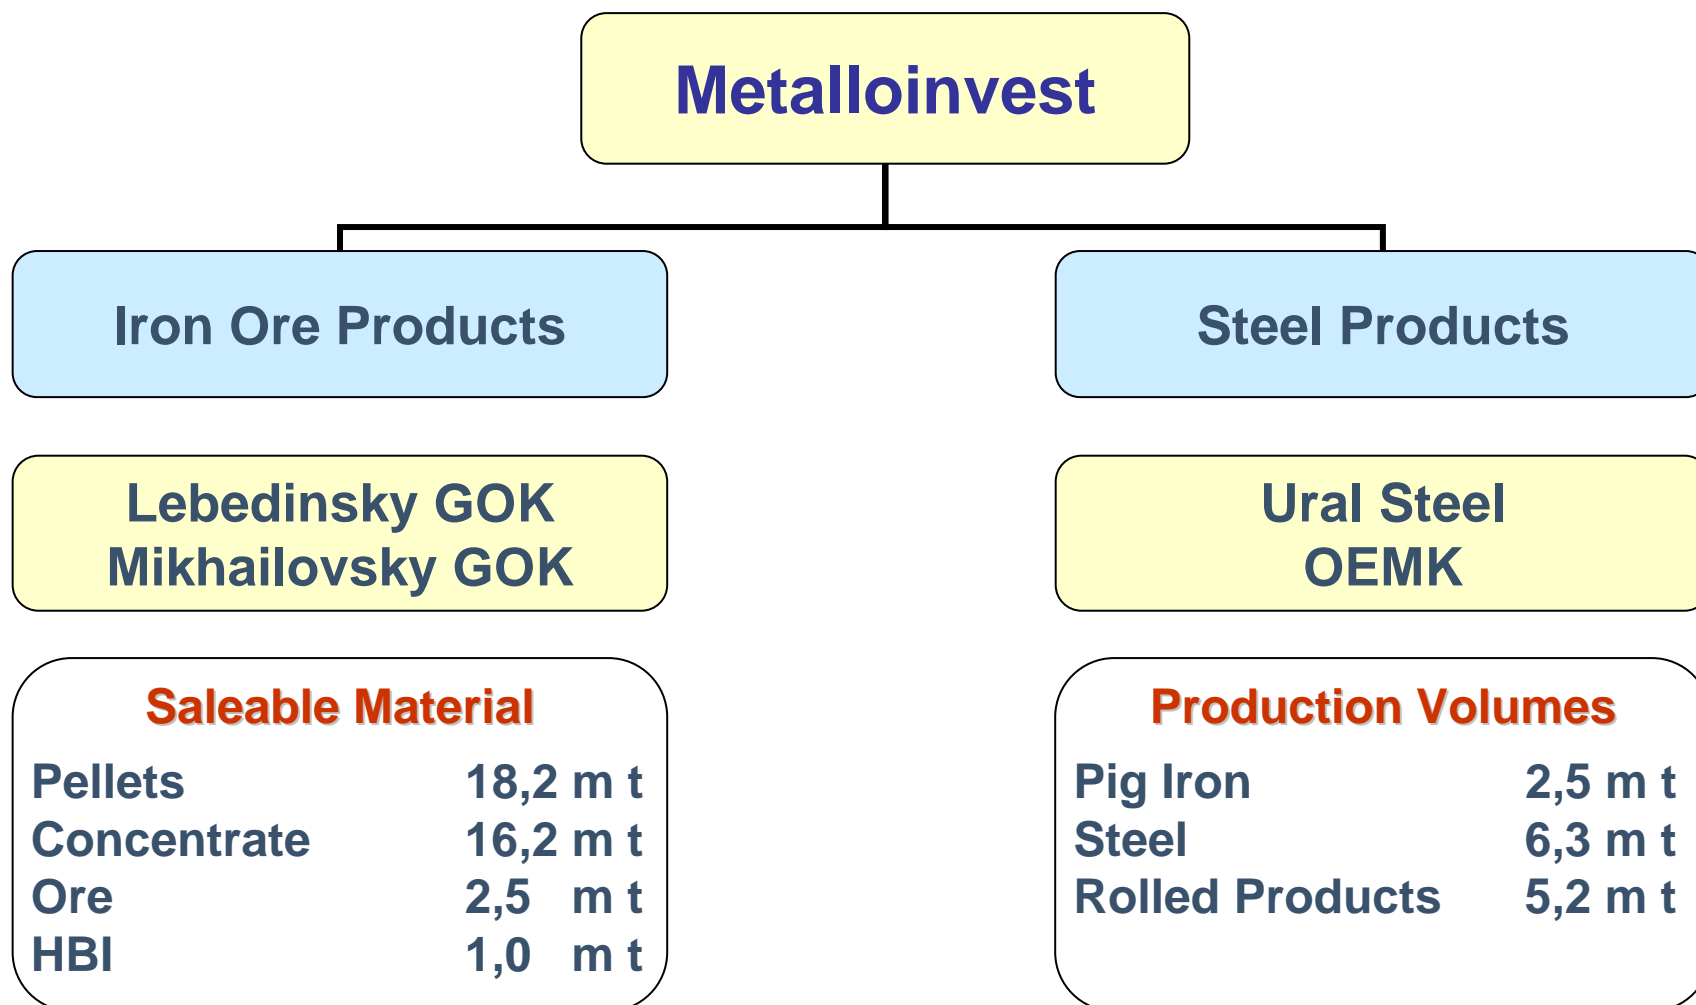 Metalloinvest
Iron Ore Products
Steel Products
Lebedinsky GOK
Mikhailovsky GOK
Ural Steel
OEMK
Saleable Material
Pellets 18,2 m t
Concentrate 16,2 m t
Ore 2,5 m t
HBI 1,0 m t
Production Volumes
Pig Iron 2,5 m t
Steel 6,3 m t
Rolled Products 5,2 m t